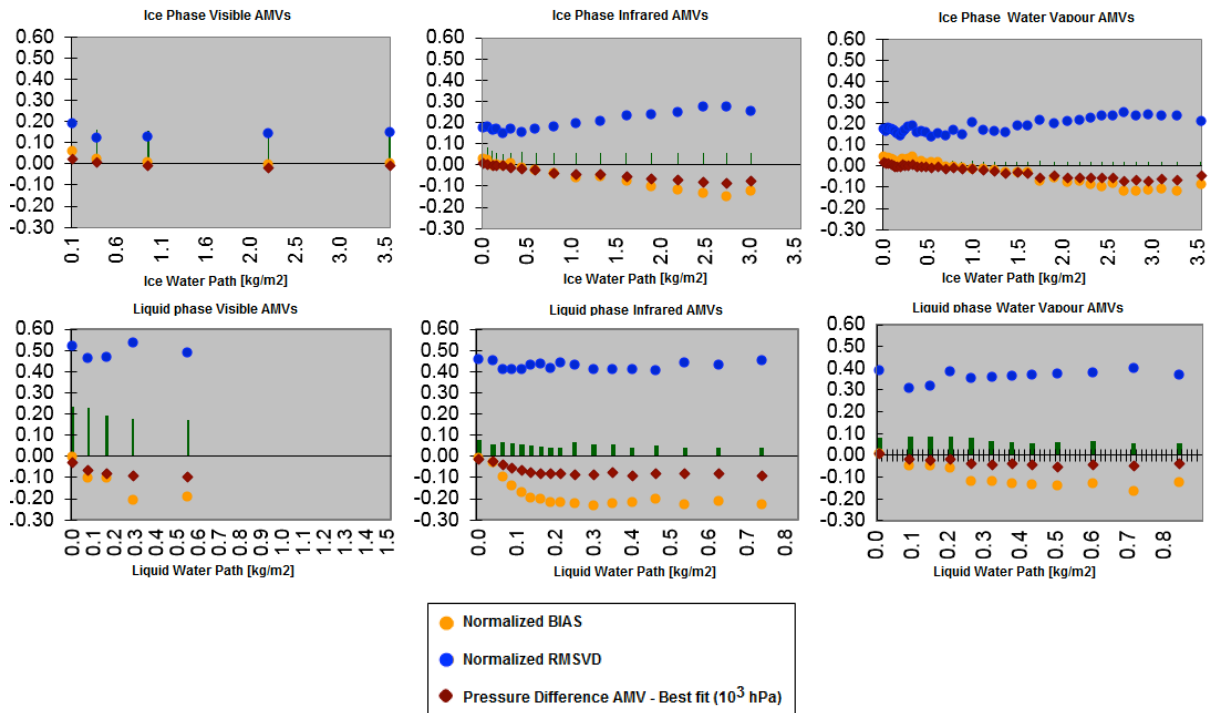 Ice Phase Visible AMVs
0.60
0.50
0.40
0.30
0.20
0.10
0.00
-0.10
-0.20
-0.30
0.1 0.6 1.1 1.6 2.0 2.5 3.0 3.5
Ice Water Path [kg/m2]
Ice Phase Infrared AMVs
0.60
0.50
0.40
0.30
0.20
0.10
0.00
-0.10
-0.20
-0.30
0.0 0.5 1.0 1.5 2.0 2.5 3.0 3.5
Ice Water Path [kg/m2]
Ice Phase Water Vapour AMVs
0.60
0.50
0.40
0.30
0.20
0.10
0.00
-0.10
-0.20
-0.30
0.0 0.5 1.0 1.5 2.0 2.5 3.0 3.5
Ice Water Path [kg/m2]
Liquid phase Visible AMVs
0.60
0.50
0.40
0.30
0.20
0.10
0.00
-0.10
-0.20
-0.30
0.0 0.1 0.2 0.3 0.4 0.5 0.6 0.7 0.8 0.9 1.0 1.1 1.2 1.3 1.4 1.5
Liquid Water Path [kg/m2]
Liquid phase Infrared AMVs
0.60
0.50
0.40
0.30
0.20
0.10
0.00
-0.10
-0.20
-0.30
0.0 0.1 0.2 0.3 0.4 0.5 0.6 0.7 0.8
Liquid Water Path [kg/m2]
Liquid phase Water Vapour AMVs
0.60
0.50
0.40
0.30
0.20
0.10
0.00
-0.10
-0.20
-0.30
0.0 0.1 0.2 0.3 0.4 0.5 0.6 0.7 0.8
Liquid Water Path [kg/m2]
Normalized BIAS
Normalized RMSVD
Pressure Difference AMV - Best fit (10³ hPa)